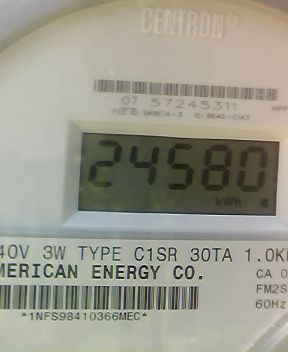 CENTRON®
07 57245311
24580
kWh
40V 3W TYPE C1SR 30TA 1.0K
MERICAN ENERGY CO.
CA 0
FM2S
60Hz
*1NFS98410366MEC*